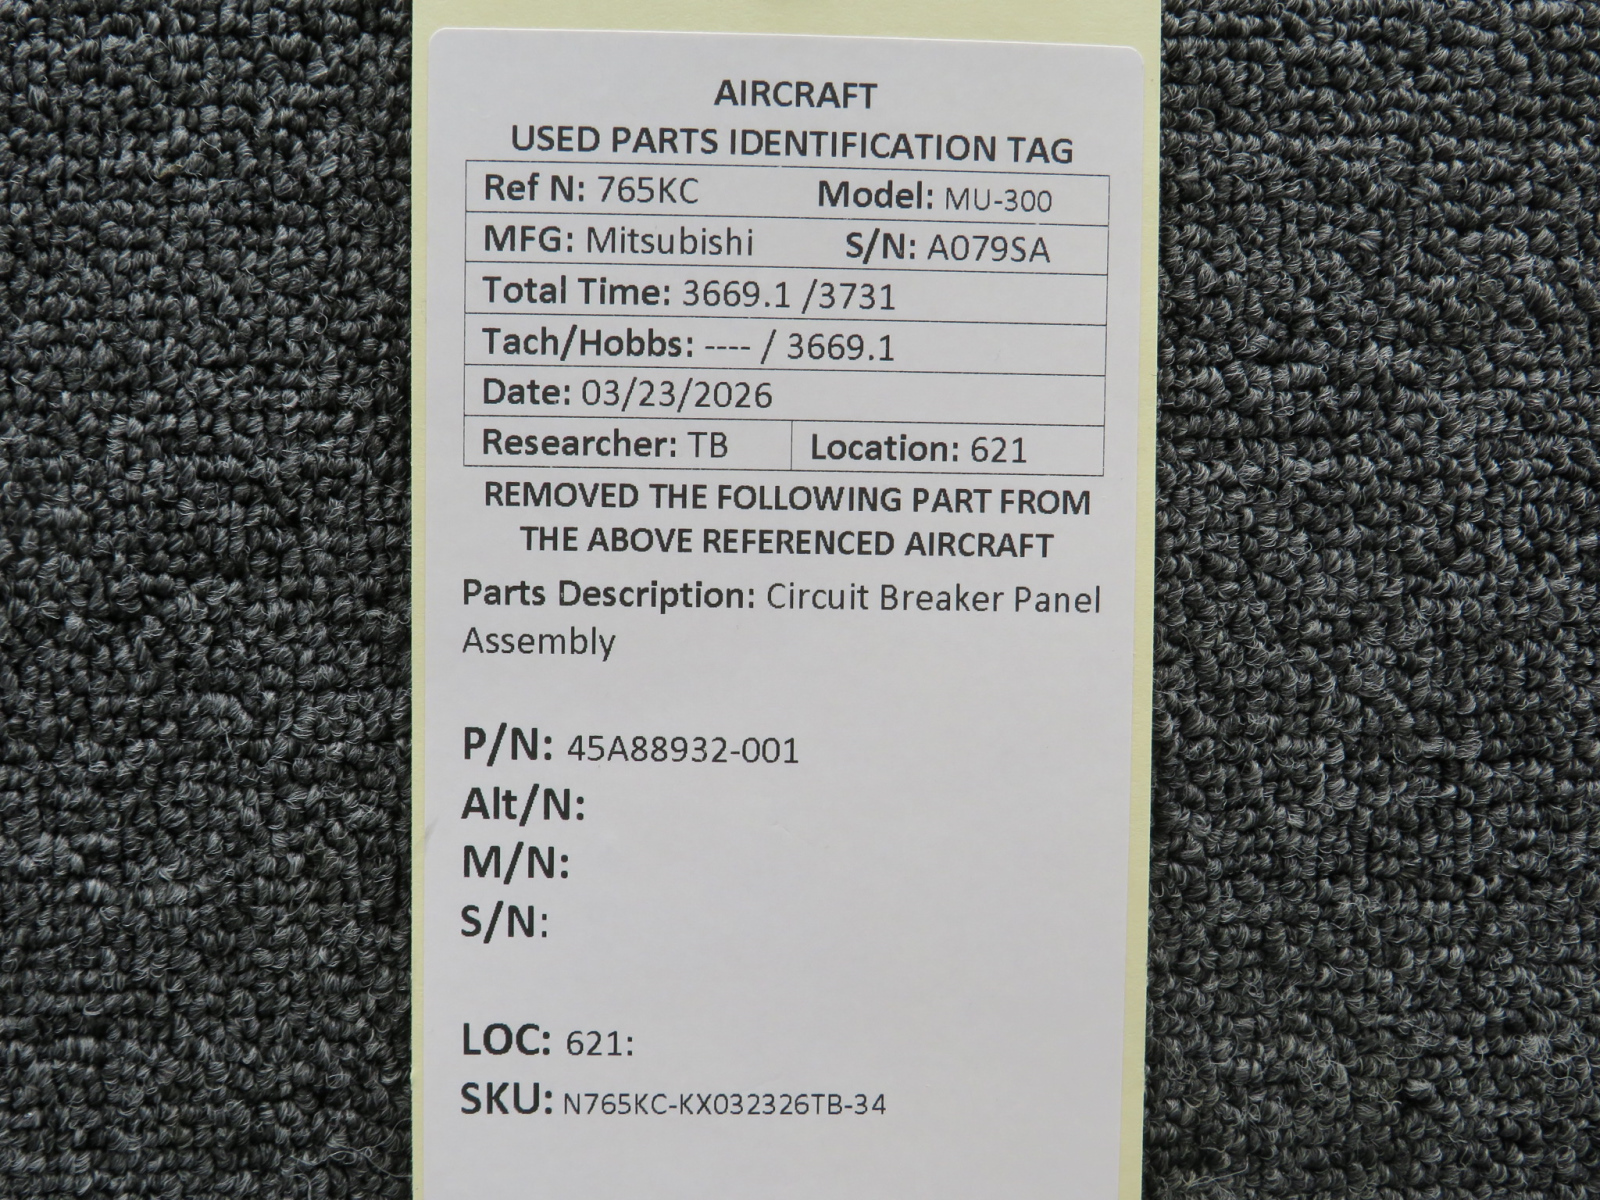 AIRCRAFT
USED PARTS IDENTIFICATION TAG
Ref N: 765KC Model: MU-300
MFG: Mitsubishi S/N: A079SA
Total Time: 3669.1 /3731
Tach/Hobbs: ---- / 3669.1
Date: 03/23/2026
Researcher: TB Location: 621
REMOVED THE FOLLOWING PART FROM
THE ABOVE REFERENCED AIRCRAFT
Parts Description: Circuit Breaker Panel
Assembly
P/N: 45A88932-001
Alt/N:
M/N:
S/N:
LOC: 621:
SKU: N765KC-KX032326TB-34